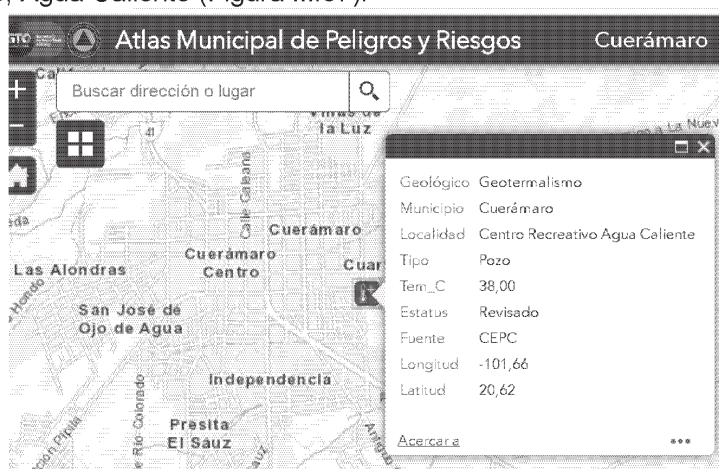 Agua Caliente (Figura
Atlas Municipal de Peligros y Riesgos Cuerámaro
Buscar dirección o lugar
la Luz
41
Calle Galeana
Cuerámaro
Cuerámaro
Centro
Las Alondras
Cuar
San José de
Ojo de Agua
Independencia
Presita
El Sauz
Geológico Geotermalismo
Municipio Cuerámaro
Localidad Centro Recreativo Agua Caliente
Tipo Pozo
Tem_C 38,00
Estatus Revisado
Fuente CEPC
Longitud -101,66
Latitud 20,62
Acercar a